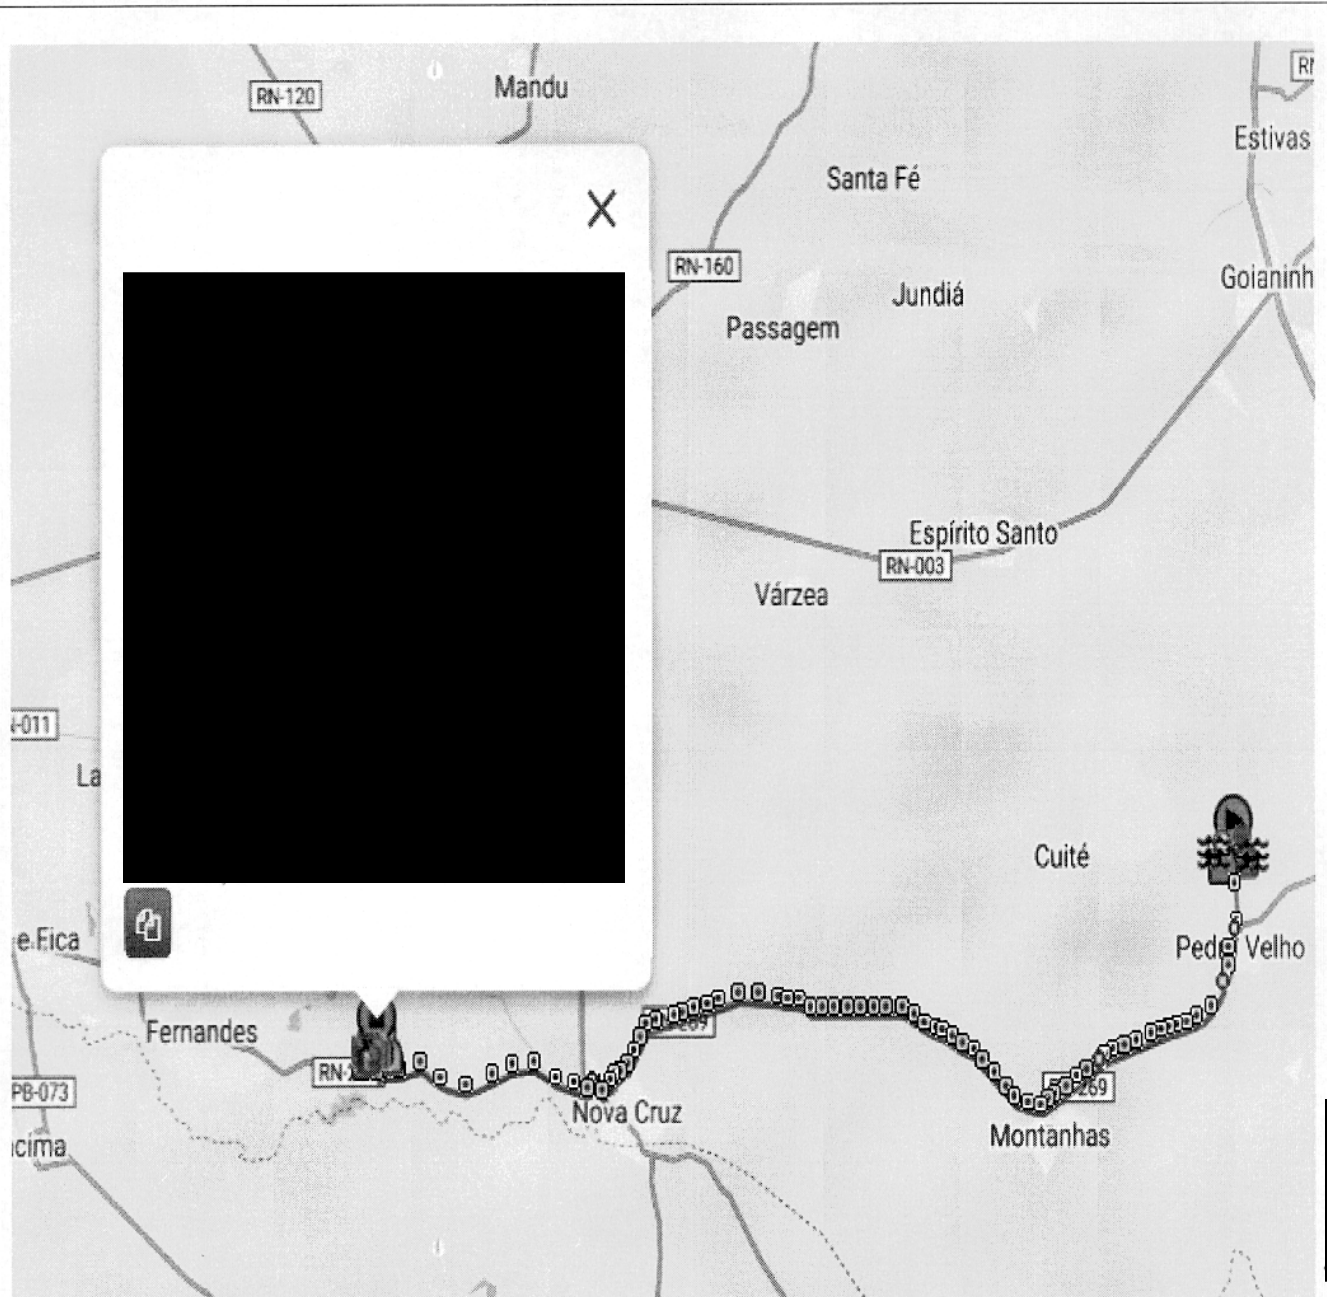 RN-120
Mandu
Estivas
Santa Fé
X
RN-160
Goianinh
Jundiá
Passagem
Espírito Santo
RN-003
Várzea
-011
La
Cuité
e Fica
Velho
Fernandes
PB-073
Nova Cruz
cima
Montanhas